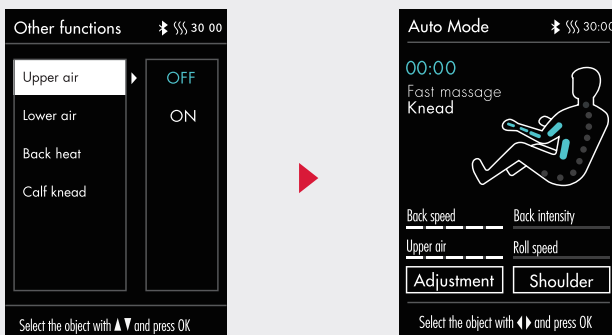 Other functions 30 00
Upper air OFF
Lower air ON
Back heat
Calf knead
Select the object with ▲▼ and press OK
Auto Mode 30:00
00:00
Fast massage
Knead
Back speed Back intensity
Upper air Roll speed
Adjustment Shoulder
Select the object with ◀▶ and press OK